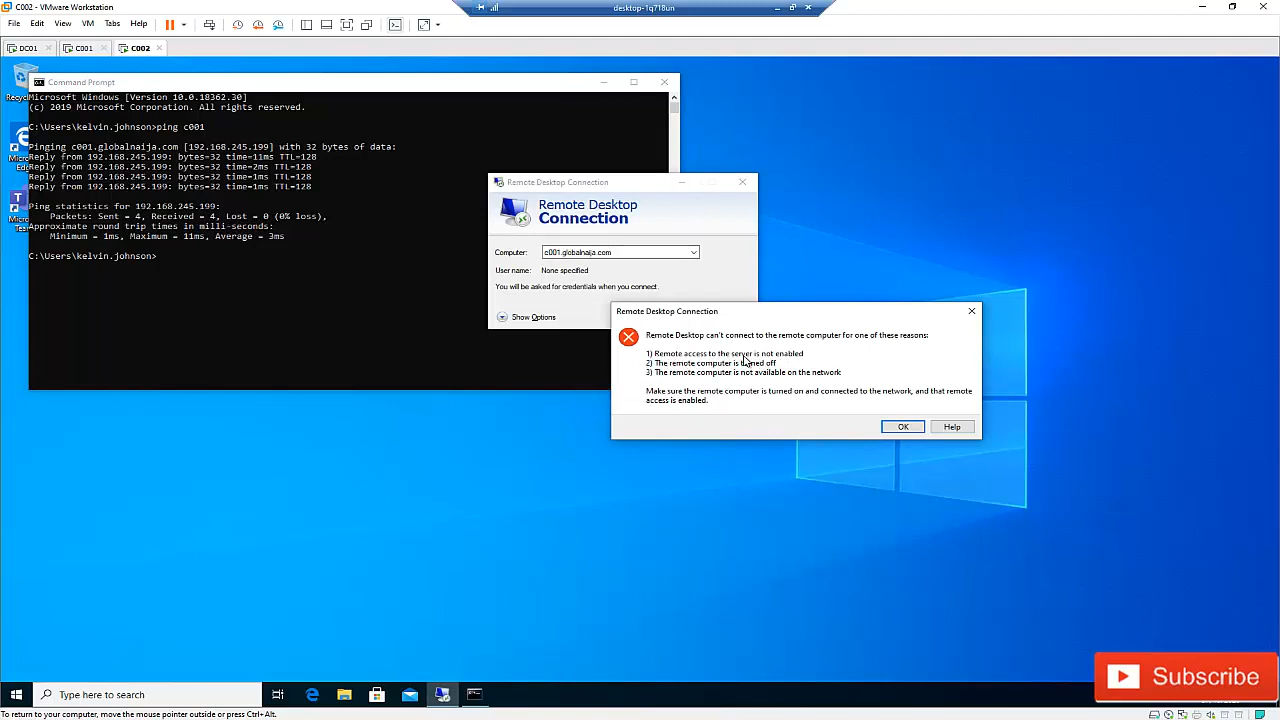 C002 - VMware Workstation
desktop-1q718un
File Edit View VM Tabs Help
DC01 C001 C002
Command Prompt
Microsoft Windows [Version 10.0.18362.30]
(c) 2019 Microsoft Corporation. All rights reserved.
C:\Users\kelvin.johnson>ping c001
Pinging c001.globalnaija.com [192.168.245.199] with 32 bytes of data:
Reply from 192.168.245.199: bytes=32 time=11ms TTL=128
Reply from 192.168.245.199: bytes=32 time=2ms TTL=128
Reply from 192.168.245.199: bytes=32 time=1ms TTL=128
Reply from 192.168.245.199: bytes=32 time=1ms TTL=128
Ping statistics for 192.168.245.199:
Packets: Sent = 4, Received = 4, Lost = 0 (0% loss),
Approximate round trip times in milli-seconds:
Minimum = 1ms, Maximum = 11ms, Average = 3ms
C:\Users\kelvin.johnson>
Remote Desktop Connection
Remote Desktop
Connection
Computer: c001.globalnaija.com
User name: None specified
You will be asked for credentials when you connect.
Show Options
Remote Desktop Connection
Remote Desktop can't connect to the remote computer for one of these reasons:
1) Remote access to the server is not enabled
2) The remote computer is turned off
3) The remote computer is not available on the network
Make sure the remote computer is turned on and connected to the network, and that remote
access is enabled.
OK Help
Subscribe
Type here to search
To return to your computer, move the mouse pointer outside or press Ctrl+Alt.